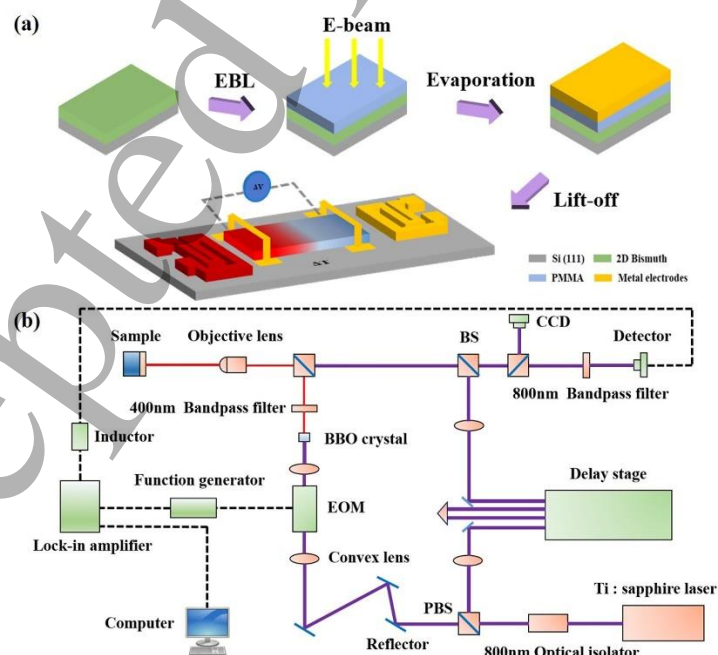 (a)
E-beam
EBL
Evaporation
ΔV
ΔT
Lift-off
Si (111)
2D Bismuth
PMMA
Metal electrodes
(b)
CCD
Sample
Objective lens
BS
Detector
800nm Bandpass filter
400nm Bandpass filter
Inductor
BBO crystal
Function generator
Delay stage
EOM
Lock-in amplifier
Convex lens
Ti : sapphire laser
PBS
Computer
Reflector
800nm Optical isolator
epted